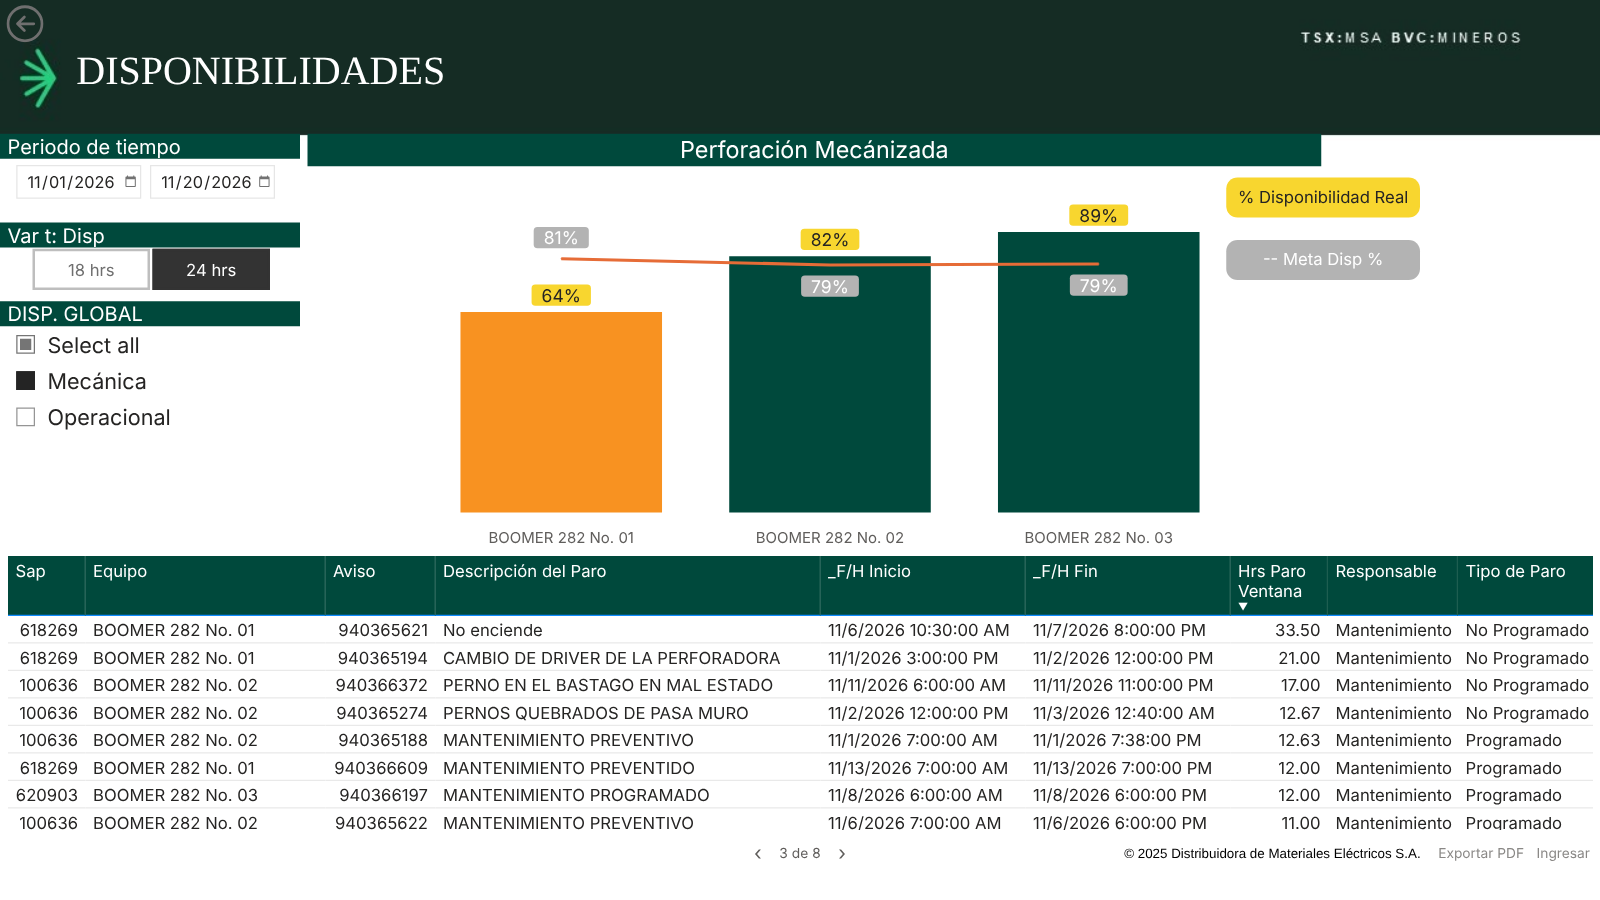 TSX:MSA BVC:MINEROS
DISPONIBILIDADES
Periodo de tiempo
11/01/2026 11/20/2026
Var t: Disp
18 hrs 24 hrs
DISP. GLOBAL
Select all
Mecánica
Operacional
Perforación Mecánizada
% Disponibilidad Real
-- Meta Disp %
81% 82% 89%
64% 79% 79%
BOOMER 282 No. 01 BOOMER 282 No. 02 BOOMER 282 No. 03
Sap Equipo Aviso Descripción del Paro _F/H Inicio _F/H Fin Hrs Paro Ventana Responsable Tipo de Paro
618269 BOOMER 282 No. 01 940365621 No enciende 11/6/2026 10:30:00 AM 11/7/2026 8:00:00 PM 33.50 Mantenimiento No Programado
618269 BOOMER 282 No. 01 940365194 CAMBIO DE DRIVER DE LA PERFORADORA 11/1/2026 3:00:00 PM 11/2/2026 12:00:00 PM 21.00 Mantenimiento No Programado
100636 BOOMER 282 No. 02 940366372 PERNO EN EL BASTAGO EN MAL ESTADO 11/11/2026 6:00:00 AM 11/11/2026 11:00:00 PM 17.00 Mantenimiento No Programado
100636 BOOMER 282 No. 02 940365274 PERNOS QUEBRADOS DE PASA MURO 11/2/2026 12:00:00 PM 11/3/2026 12:40:00 AM 12.67 Mantenimiento No Programado
100636 BOOMER 282 No. 02 940365188 MANTENIMIENTO PREVENTIVO 11/1/2026 7:00:00 AM 11/1/2026 7:38:00 PM 12.63 Mantenimiento Programado
618269 BOOMER 282 No. 01 940366609 MANTENIMIENTO PREVENTIDO 11/13/2026 7:00:00 AM 11/13/2026 7:00:00 PM 12.00 Mantenimiento Programado
620903 BOOMER 282 No. 03 940366197 MANTENIMIENTO PROGRAMADO 11/8/2026 6:00:00 AM 11/8/2026 6:00:00 PM 12.00 Mantenimiento Programado
100636 BOOMER 282 No. 02 940365622 MANTENIMIENTO PREVENTIVO 11/6/2026 7:00:00 AM 11/6/2026 6:00:00 PM 11.00 Mantenimiento Programado
‹ 3 de 8 ›
© 2025 Distribuidora de Materiales Eléctricos S.A. Exportar PDF Ingresar